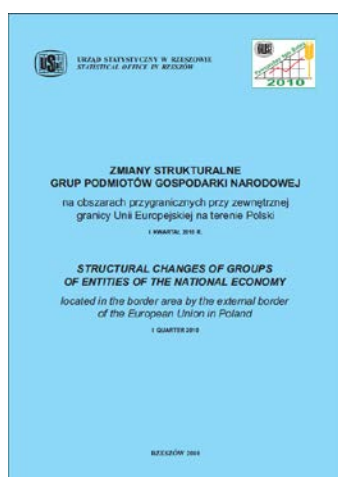 URZĄD STATYSTYCZNY W RZESZOWIE
STATISTICAL OFFICE IN RZESZÓW
2010
ZMIANY STRUKTURALNE
GRUP PODMIOTÓW GOSPODARKI NARODOWEJ
na obszarach przygranicznych przy zewnętrznej
granicy Unii Europejskiej na terenie Polski
I KWARTAŁ 2010 R.
STRUCTURAL CHANGES OF GROUPS
OF ENTITIES OF THE NATIONAL ECONOMY
located in the border area by the external border
of the European Union in Poland
I QUARTER 2010
RZESZÓW 2010